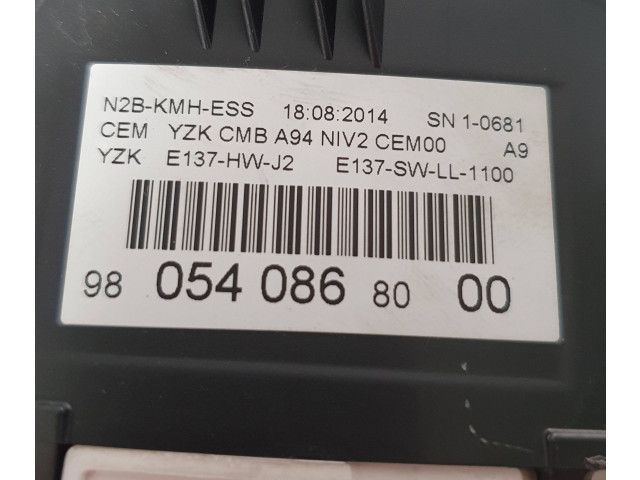 N2B-KMH-ESS 18:08:2014 SN 1-0681
CEM YZK CMB A94 NIV2 CEM00 A9
YZK E137-HW-J2 E137-SW-LL-1100
98 054 086 80 00